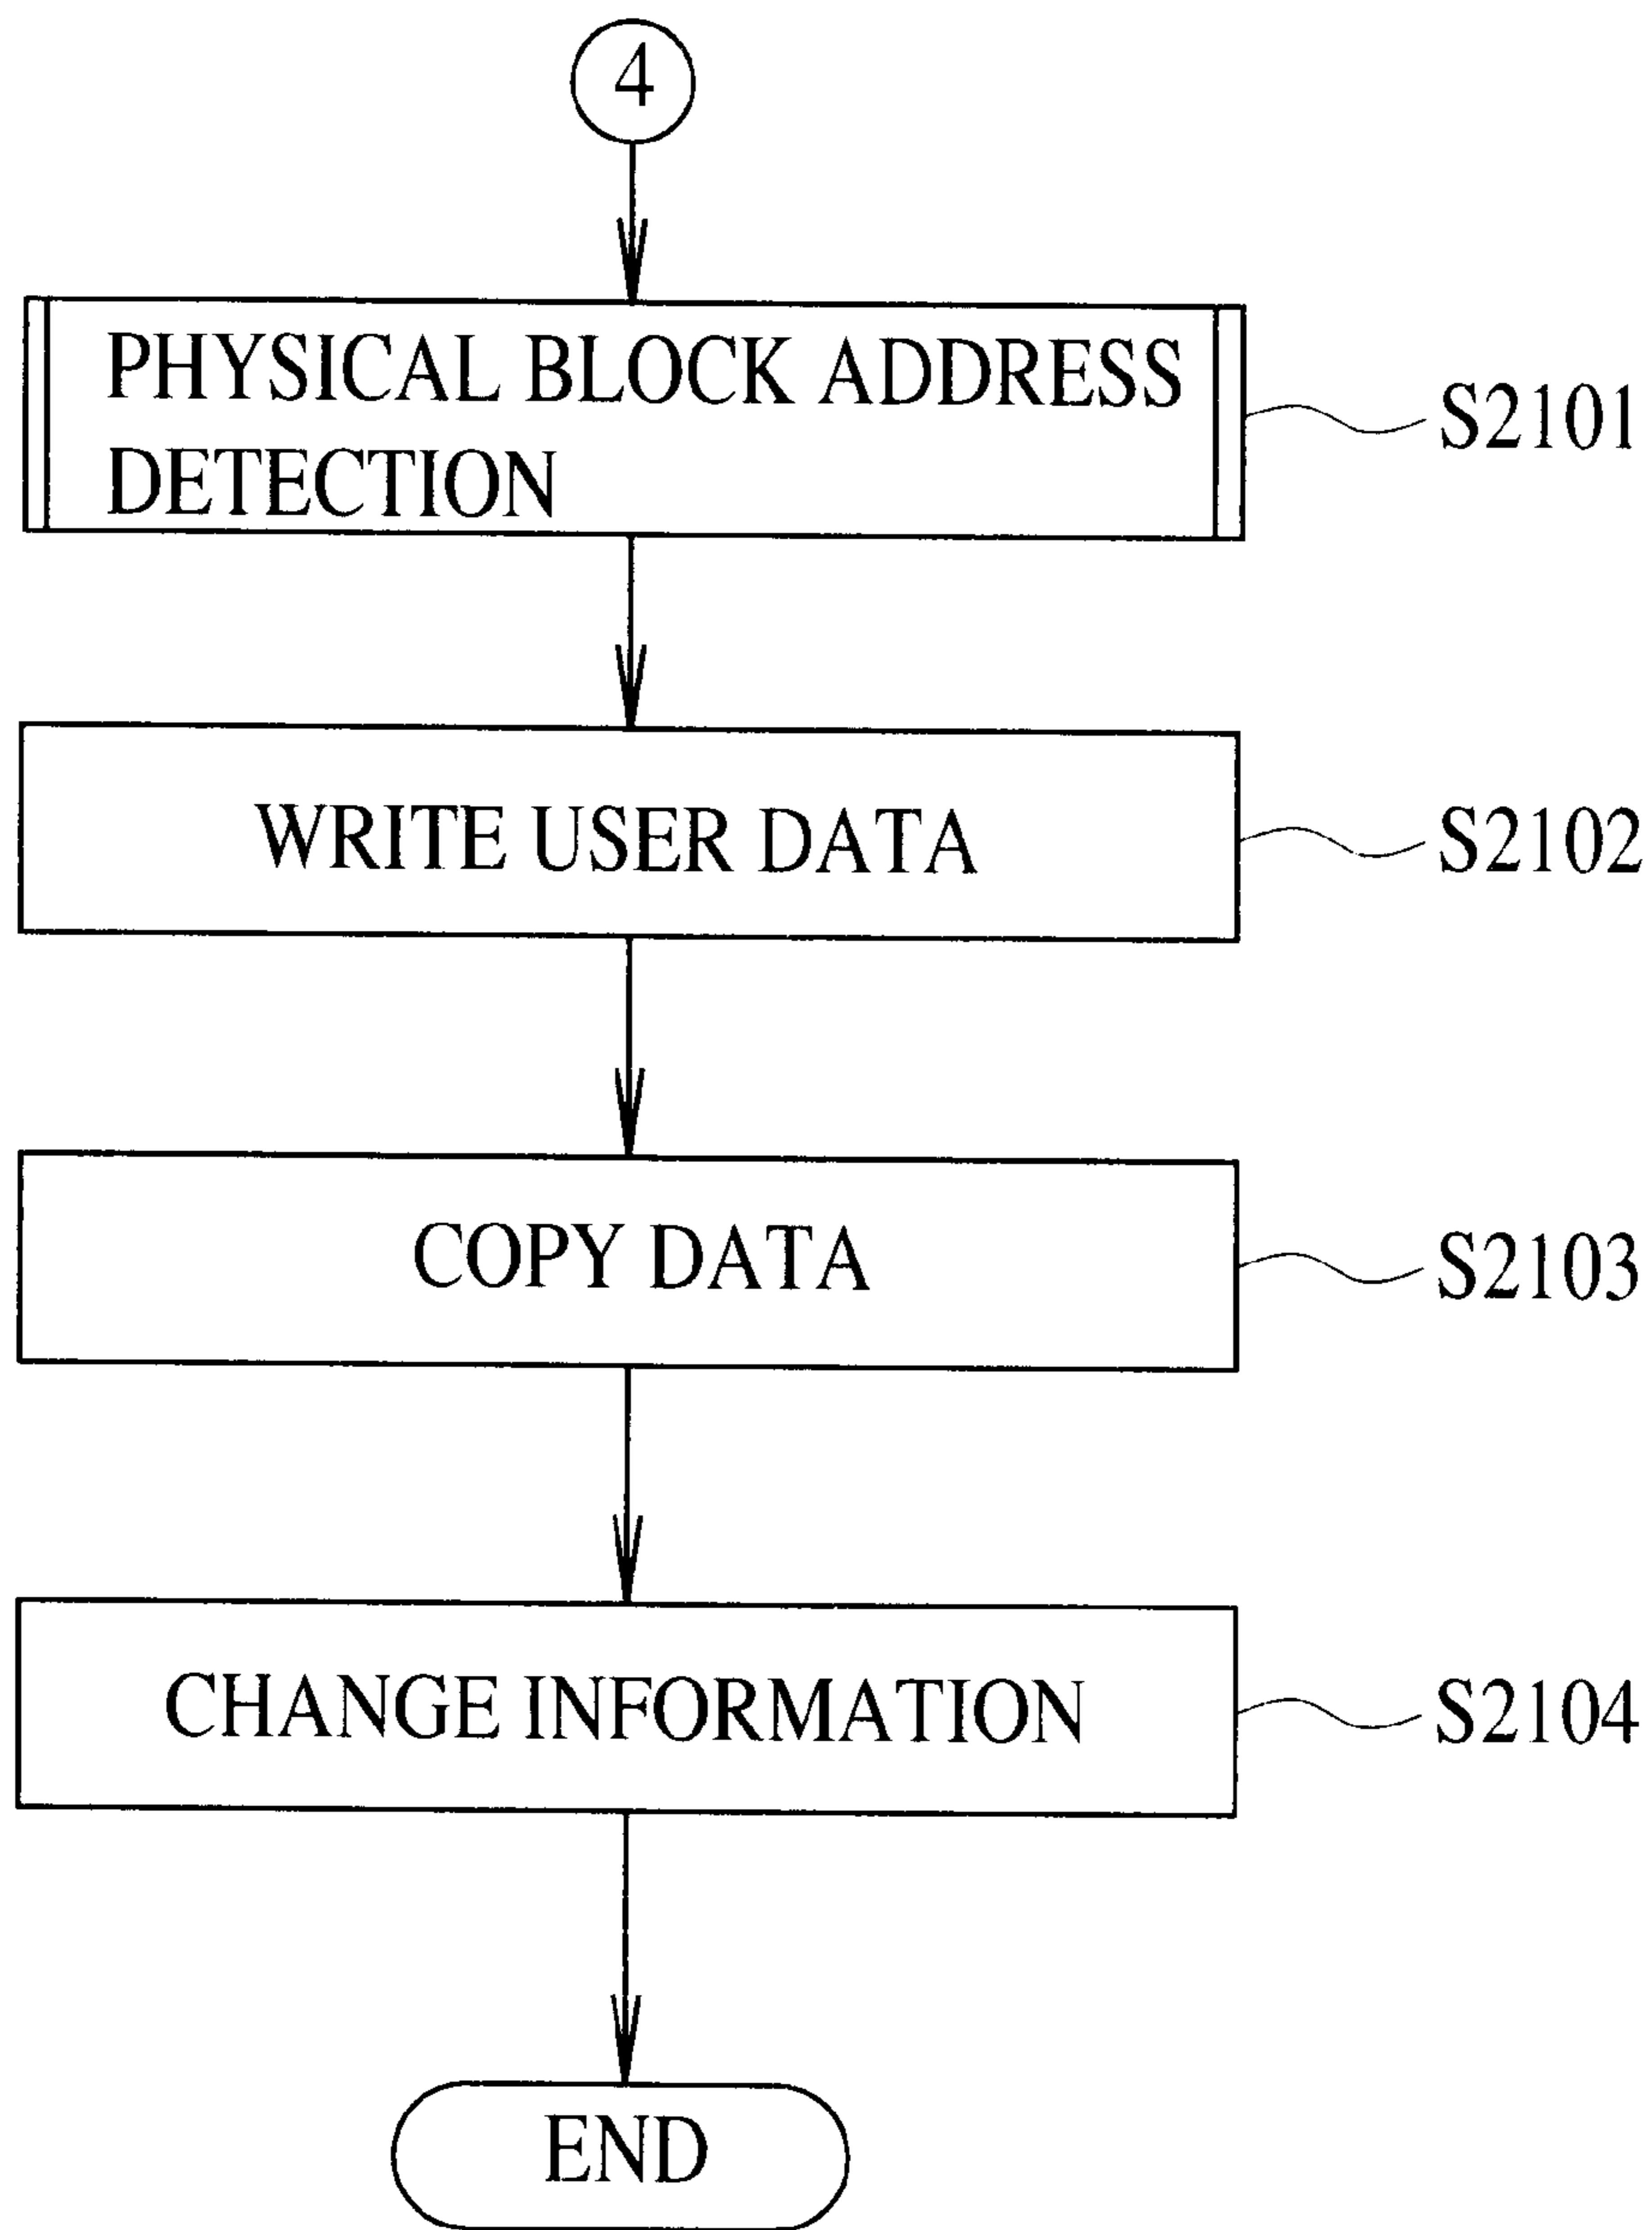 4
PHYSICAL BLOCK ADDRESS
DETECTION
S2101
WRITE USER DATA
S2102
COPY DATA
S2103
CHANGE INFORMATION
S2104
END